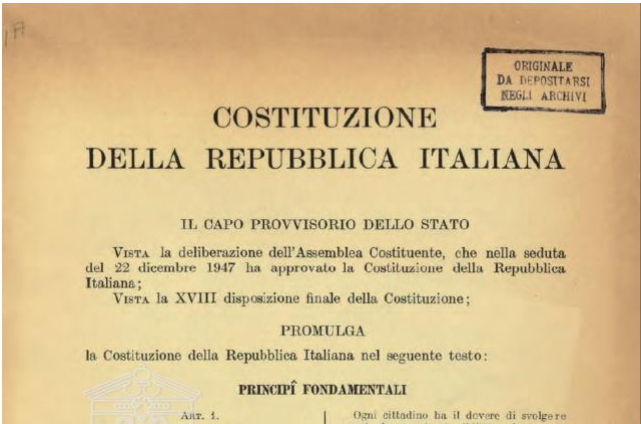 ORIGINALE
DA DEPOSITARSI
NEGLI ARCHIVI
COSTITUZIONE
DELLA REPUBBLICA ITALIANA
IL CAPO PROVVISORIO DELLO STATO
VISTA la deliberazione dell'Assemblea Costituente, che nella seduta
del 22 dicembre 1947 ha approvato la Costituzione della Repubblica
Italiana;
VISTA la XVIII disposizione finale della Costituzione;
PROMULGA
la Costituzione della Repubblica Italiana nel seguente testo:
PRINCIPÎ FONDAMENTALI
ART. 1.
Ogni cittadino ha il dovere di svolgere